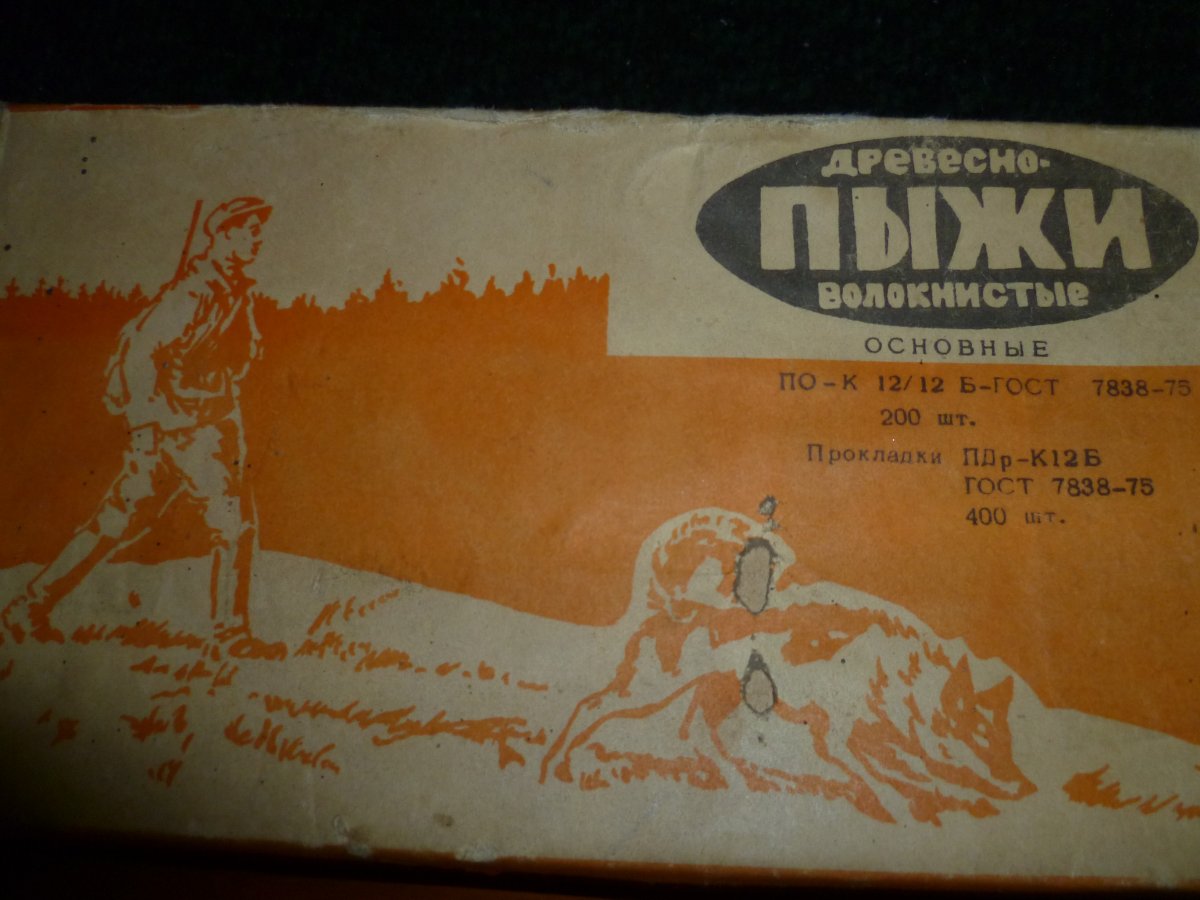 ДРЕВЕСНО-
ПЫЖИ
ВОЛОКНИСТЫЕ
ОСНОВНЫЕ
ПО-К 12/12 Б-ГОСТ 7838-75
200 шт.
Прокладки ПДр-К12Б
ГОСТ 7838-75
400 шт.